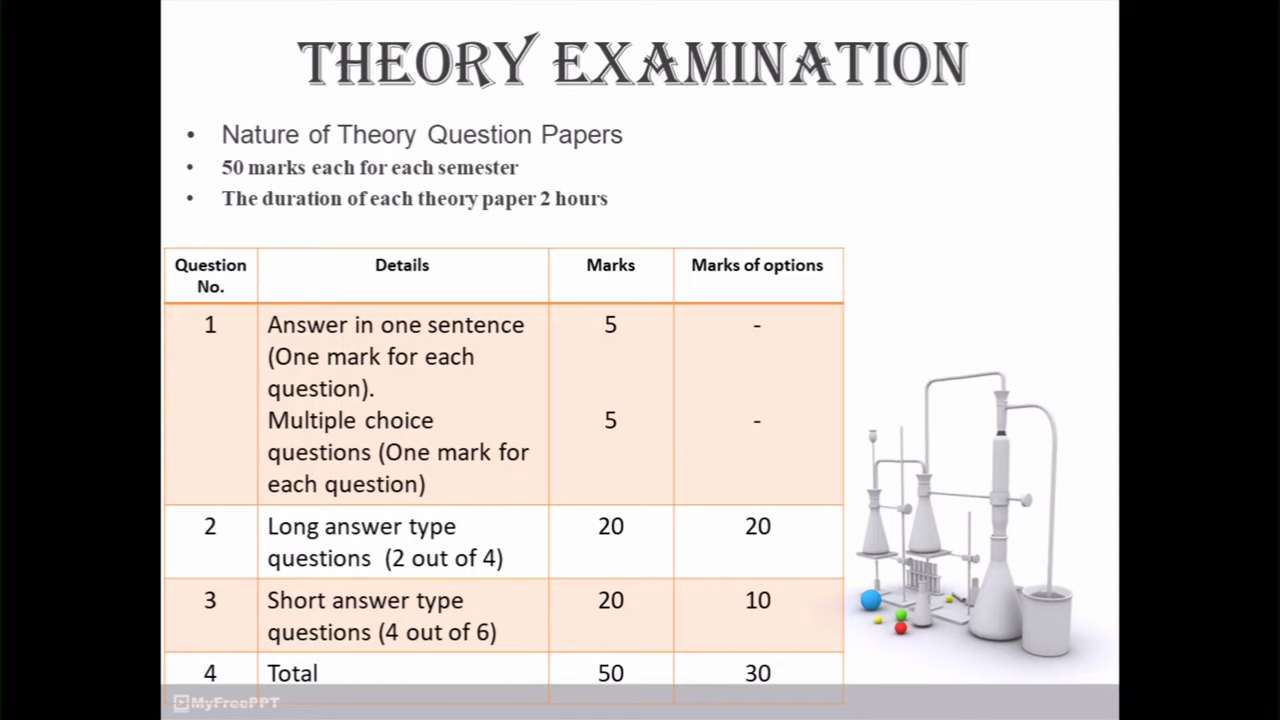 THEORY EXAMINATION
• Nature of Theory Question Papers
• 50 marks each for each semester
• The duration of each theory paper 2 hours
Question No. Details Marks Marks of options
1 Answer in one sentence 5 -
(One mark for each
question).
Multiple choice 5 -
questions (One mark for
each question)
2 Long answer type 20 20
questions (2 out of 4)
3 Short answer type 20 10
questions (4 out of 6)
4 Total 50 30
MyFreePPT